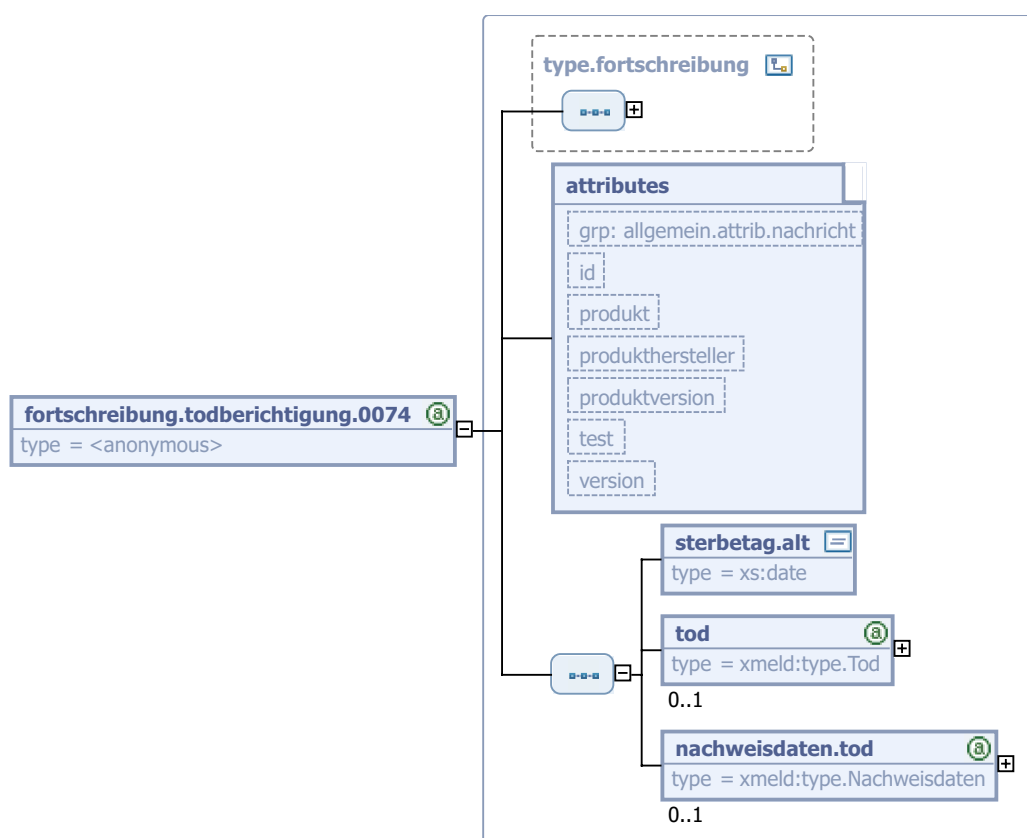 type.fortschreibung
attributes
grp: allgemein.attrib.nachricht
id
produkt
produkthersteller
produktversion
test
version
fortschreibung.todberichtigung.0074
type = <anonymous>
sterbetag.alt
type = xs:date
tod
type = xmeld:type.Tod
0..1
nachweisdaten.tod
type = xmeld:type.Nachweisdaten
0..1